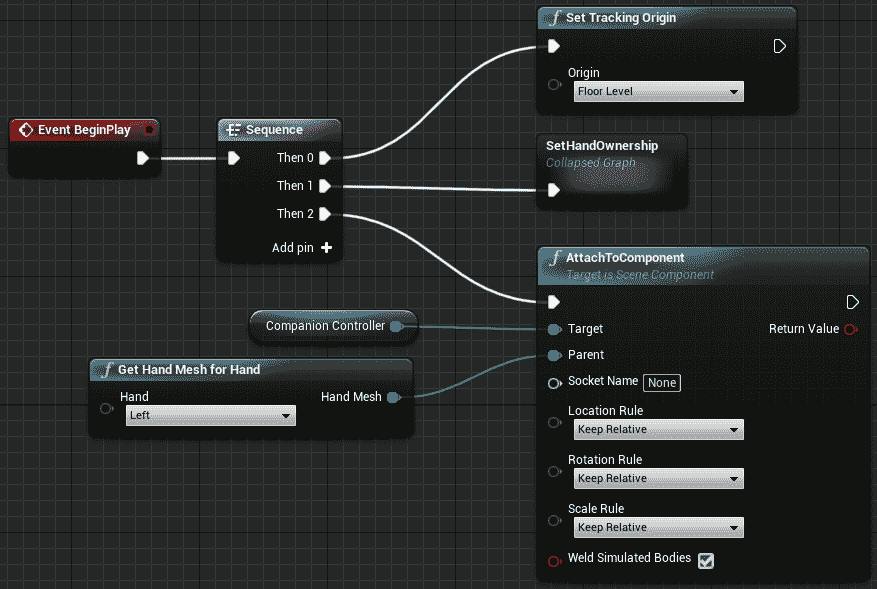 Set Tracking Origin
Origin
Floor Level
Event BeginPlay
Sequence
Then 0
Then 1
Then 2
Add pin
SetHandOwnership
Collapsed Graph
AttachToComponent
Target is Scene Component
Companion Controller
Target
Return Value
Parent
Get Hand Mesh for Hand
Hand
Left
Hand Mesh
Socket Name None
Location Rule
Keep Relative
Rotation Rule
Keep Relative
Scale Rule
Keep Relative
Weld Simulated Bodies